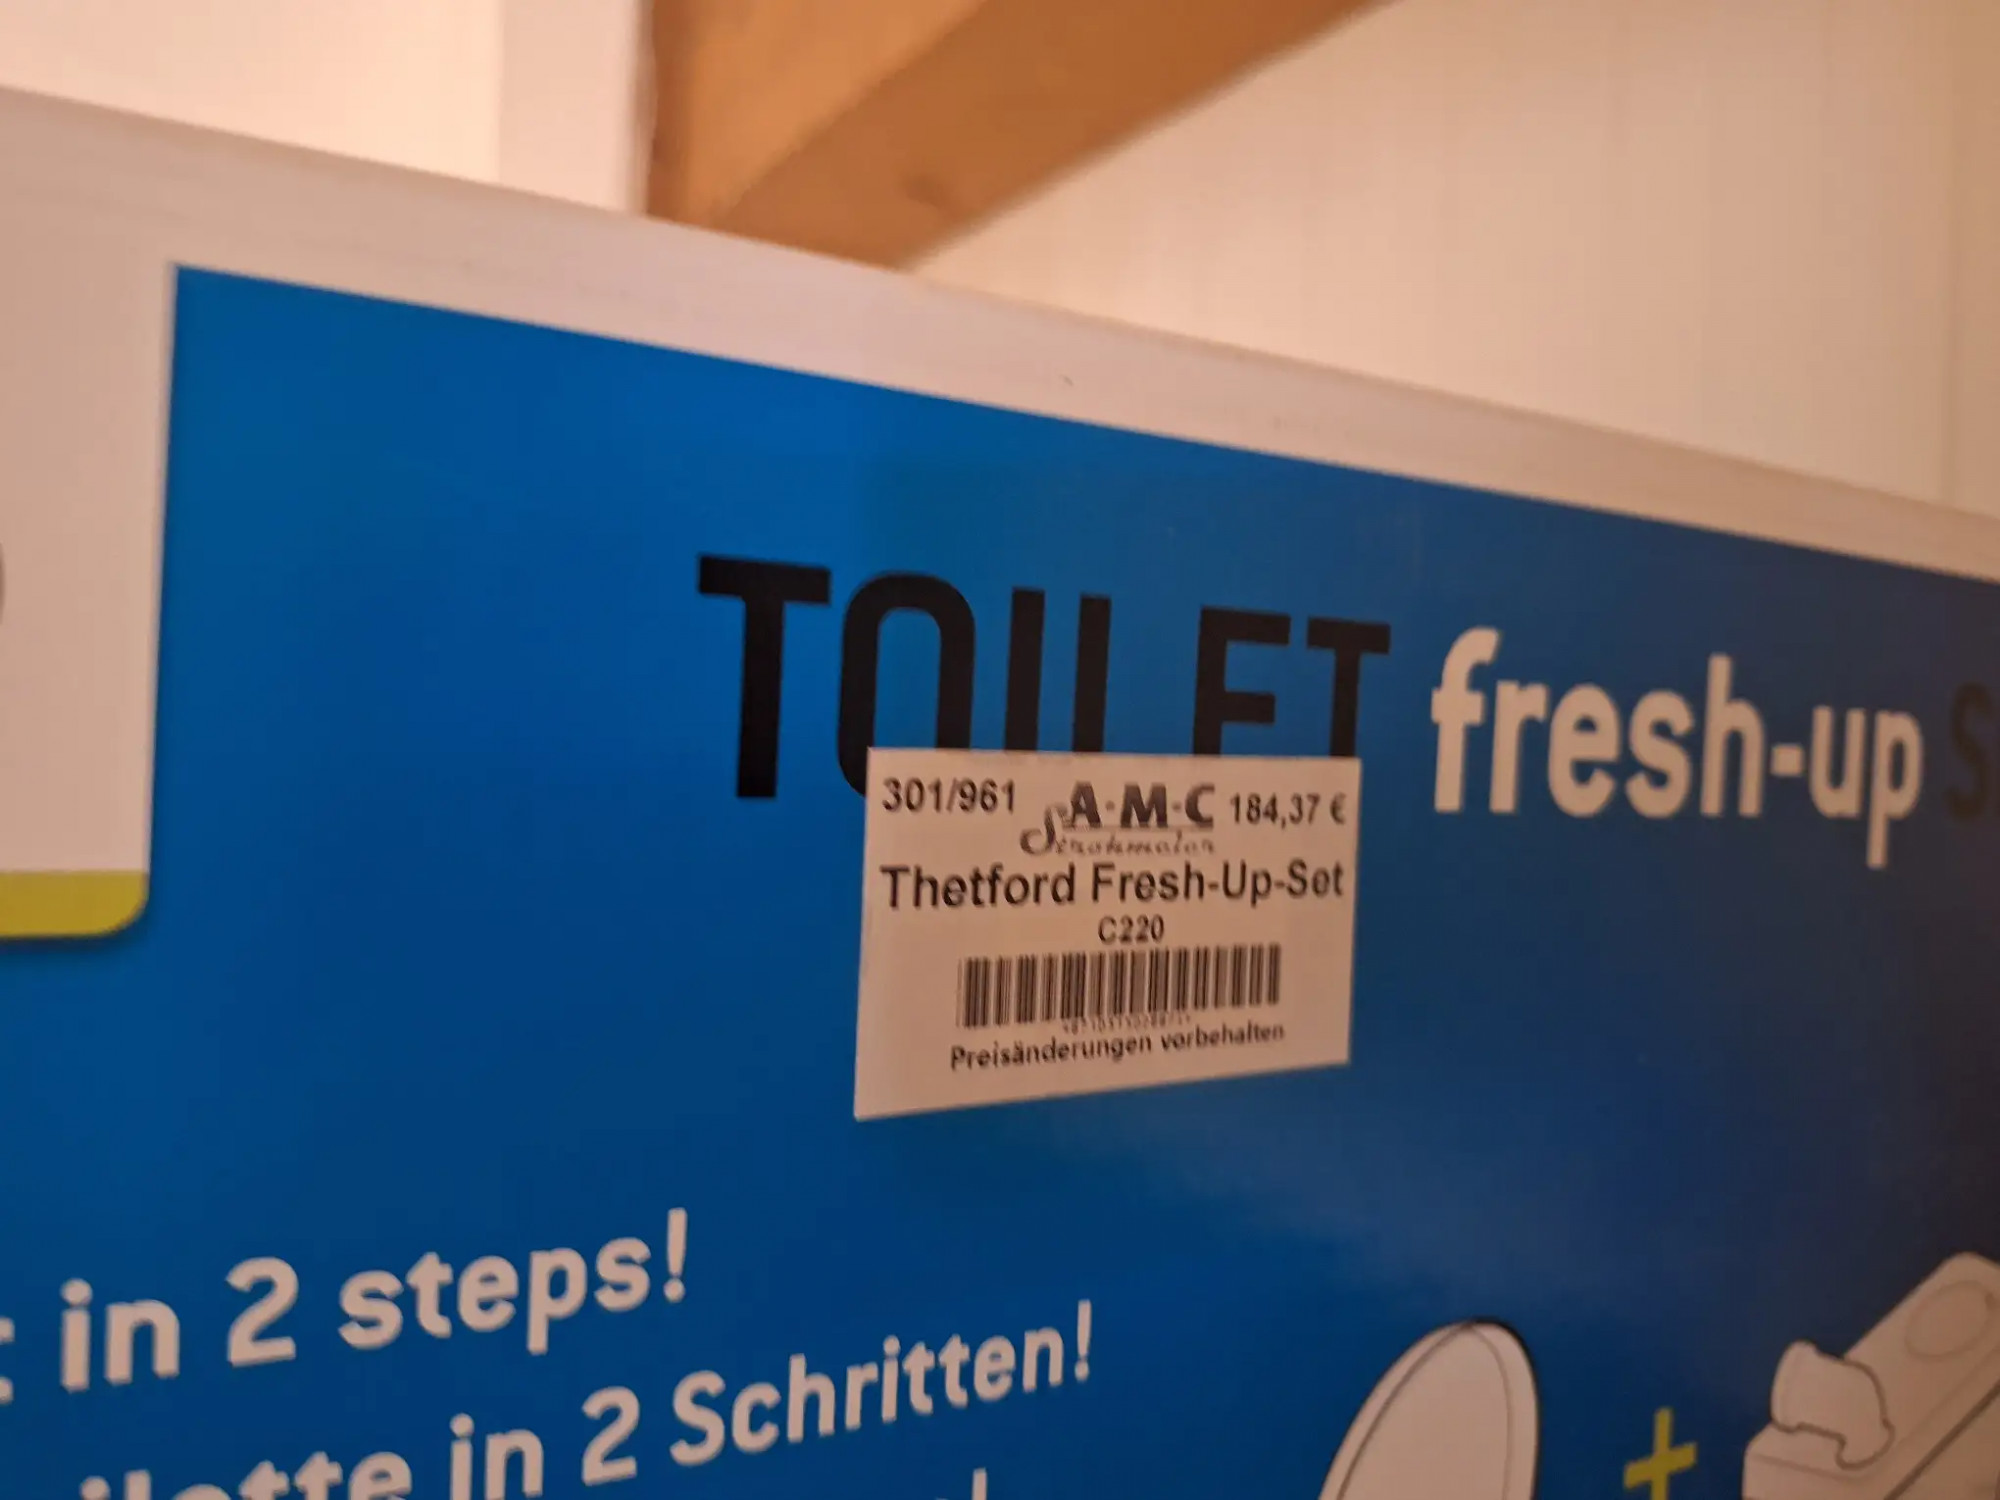 TOILET fresh-up S
301/961 A·M·C 184,37 €
Strohmaier
Thetford Fresh-Up-Set
C220
Preisänderungen vorbehalten
in 2 steps!
in 2 Schritten!